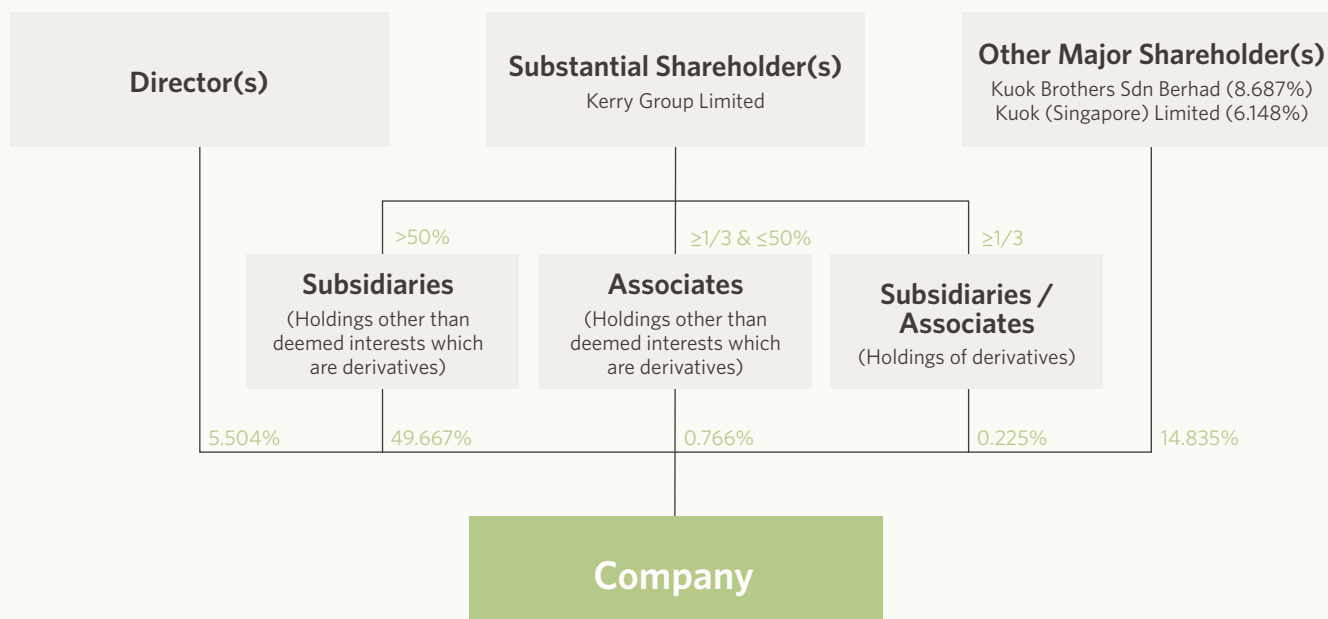 Director(s)
Substantial Shareholder(s)
Kerry Group Limited
Other Major Shareholder(s)
Kuok Brothers Sdn Berhad (8.687%)
Kuok (Singapore) Limited (6.148%)
>50%
≥1/3 & ≤50%
≥1/3
Subsidiaries
(Holdings other than
deemed interests which
are derivatives)
Associates
(Holdings other than
deemed interests which
are derivatives)
Subsidiaries /
Associates
(Holdings of derivatives)
5.504%
49.667%
0.766%
0.225%
14.835%
Company